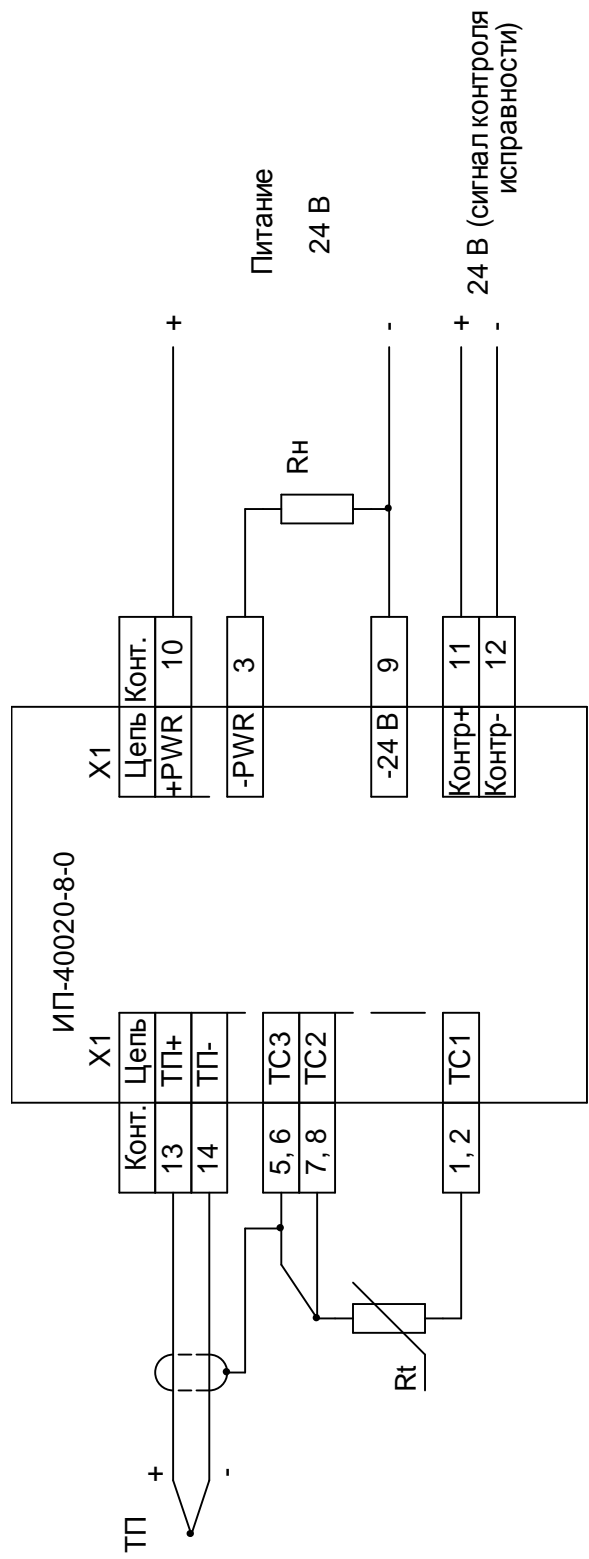 ИП-40020-8-0
X1
Конт. Цепь
13 ТП+
14 ТП-
5, 6 ТС3
7, 8 ТС2
1, 2 ТС1
ТП
+
-
Rt
X1
Цепь Конт.
+PWR 10
-PWR 3
-24 В 9
Контр+ 11
Контр- 12
Rн
+
Питание
24 В
-
+
24 В (сигнал контроля
исправности)
-